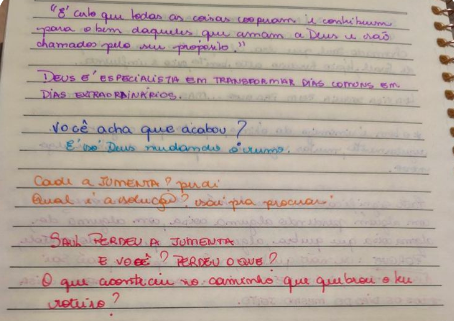 "E' certo que todas as coisas cooperam e contribuem
para o bem daqueles que amam a Deus e são
chamados pelo seu propósito."
DEUS E' ESPECIALISTA EM TRANSFORMAR DIAS COMUNS EM
DIAS EXTRAORDINÁRIOS.
VOCÊ acha que acabou?
E' só Deus mudando o rumo.
Cadê a JUMENTA? perdi
Qual é a solução? vou pra procurar
SAUL PERDEU A JUMENTA
E VOCÊ? PERDEU O QUE?
O que aconteceu no caminho que quebrou o seu
roteiro?